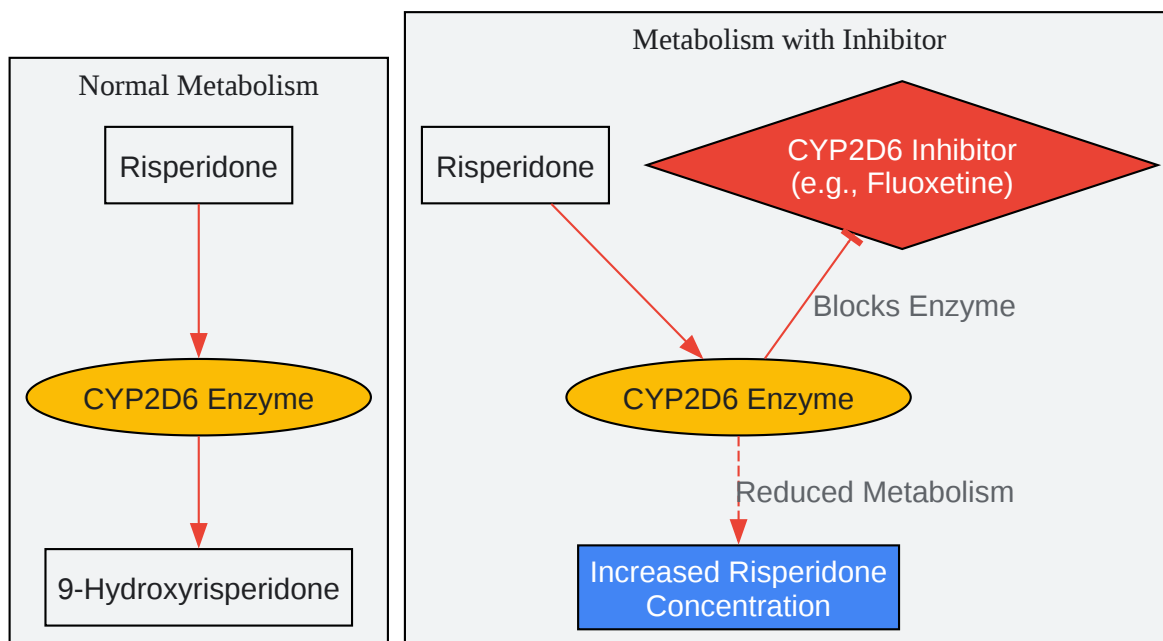 Normal Metabolism
Risperidone
CYP2D6 Enzyme
9-Hydroxyrisperidone
Metabolism with Inhibitor
Risperidone
CYP2D6 Inhibitor
(e.g., Fluoxetine)
Blocks Enzyme
CYP2D6 Enzyme
Reduced Metabolism
Increased Risperidone
Concentration